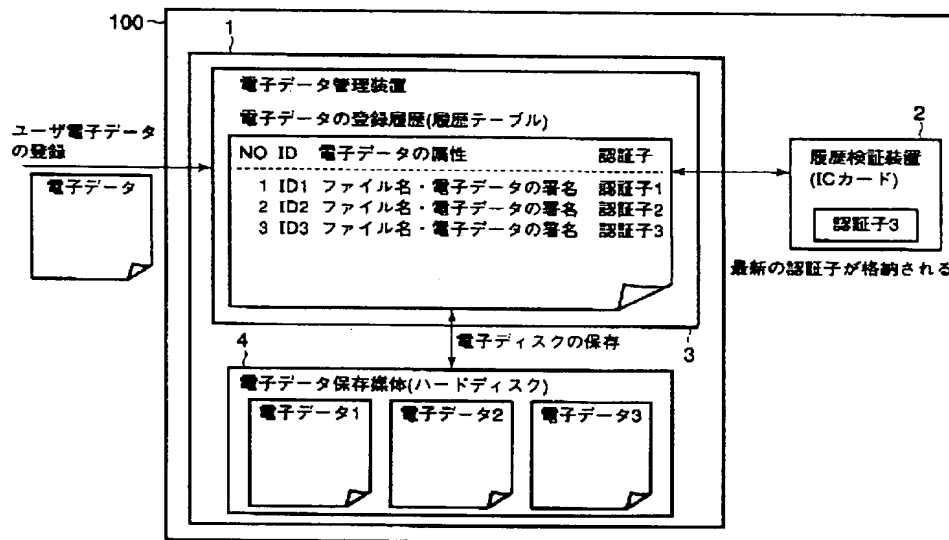 100
1
電子データ管理装置
電子データの登録履歴(履歴テーブル)
ユーザ電子データ
の登録
電子データ
NO ID 電子データの属性 認証子
1 ID1 ファイル名・電子データの署名 認証子1
2 ID2 ファイル名・電子データの署名 認証子2
3 ID3 ファイル名・電子データの署名 認証子3
2
履歴検証装置
(ICカード)
認証子3
最新の認証子が格納される
電子ディスクの保存
3
4
電子データ保存媒体(ハードディスク)
電子データ1
電子データ2
電子データ3